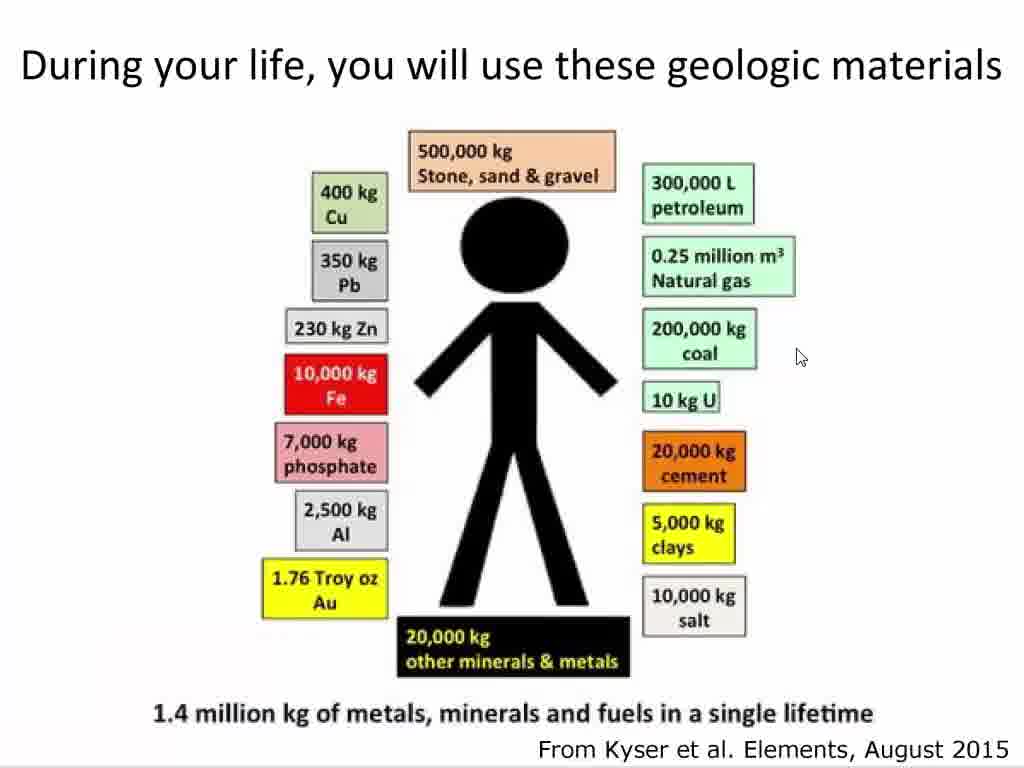 During your life, you will use these geologic materials
500,000 kg
Stone, sand & gravel
400 kg
Cu
350 kg
Pb
230 kg Zn
10,000 kg
Fe
7,000 kg
phosphate
2,500 kg
Al
1.76 Troy oz
Au
300,000 L
petroleum
0.25 million m³
Natural gas
200,000 kg
coal
10 kg U
20,000 kg
cement
5,000 kg
clays
10,000 kg
salt
20,000 kg
other minerals & metals
1.4 million kg of metals, minerals and fuels in a single lifetime
From Kyser et al. Elements, August 2015